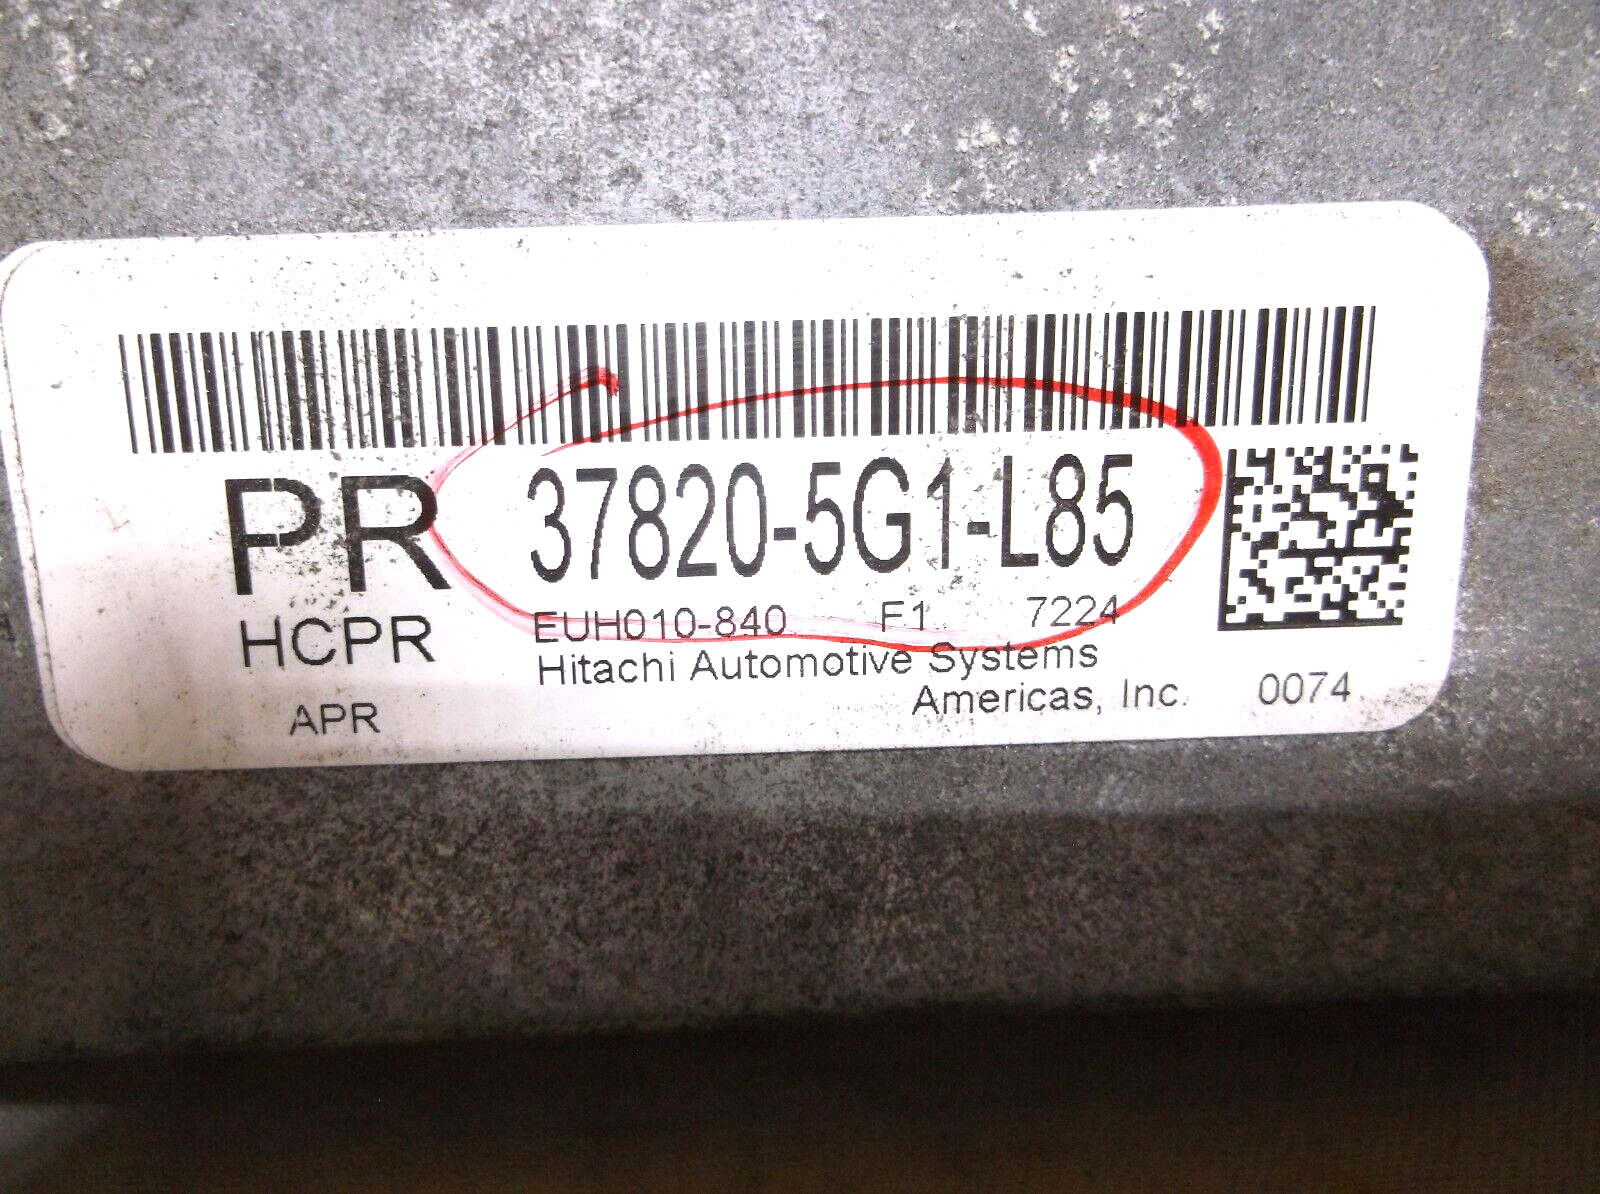 PR 37820-5G1-L85
HCPR EUH010-840 F1 7224
Hitachi Automotive Systems
APR Americas, Inc. 0074